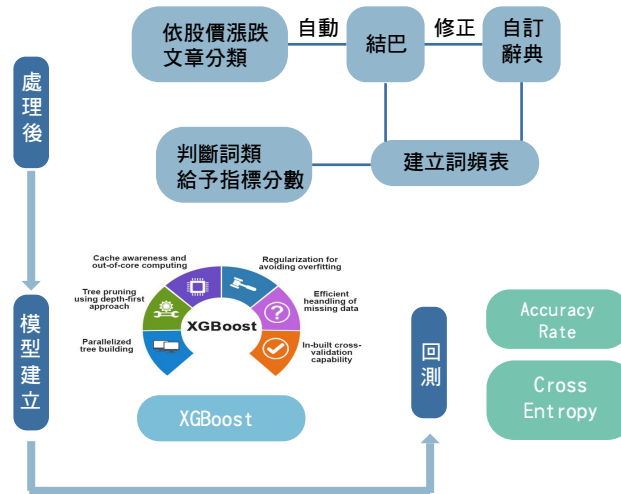 依股價漲跌
文章分類
自動
結巴
修正
自訂
辭典
處理後
判斷詞類
給予指標分數
建立詞頻表
Cache awareness and
out-of-core computing
Regularization for
avoiding overfitting
Tree pruning
using depth-first
approach
Efficient
heandling of
missing data
XGBoost
Parallelized
tree building
In-built cross-
validation
capability
模型建立
XGBoost
回測
Accuracy
Rate
Cross
Entropy